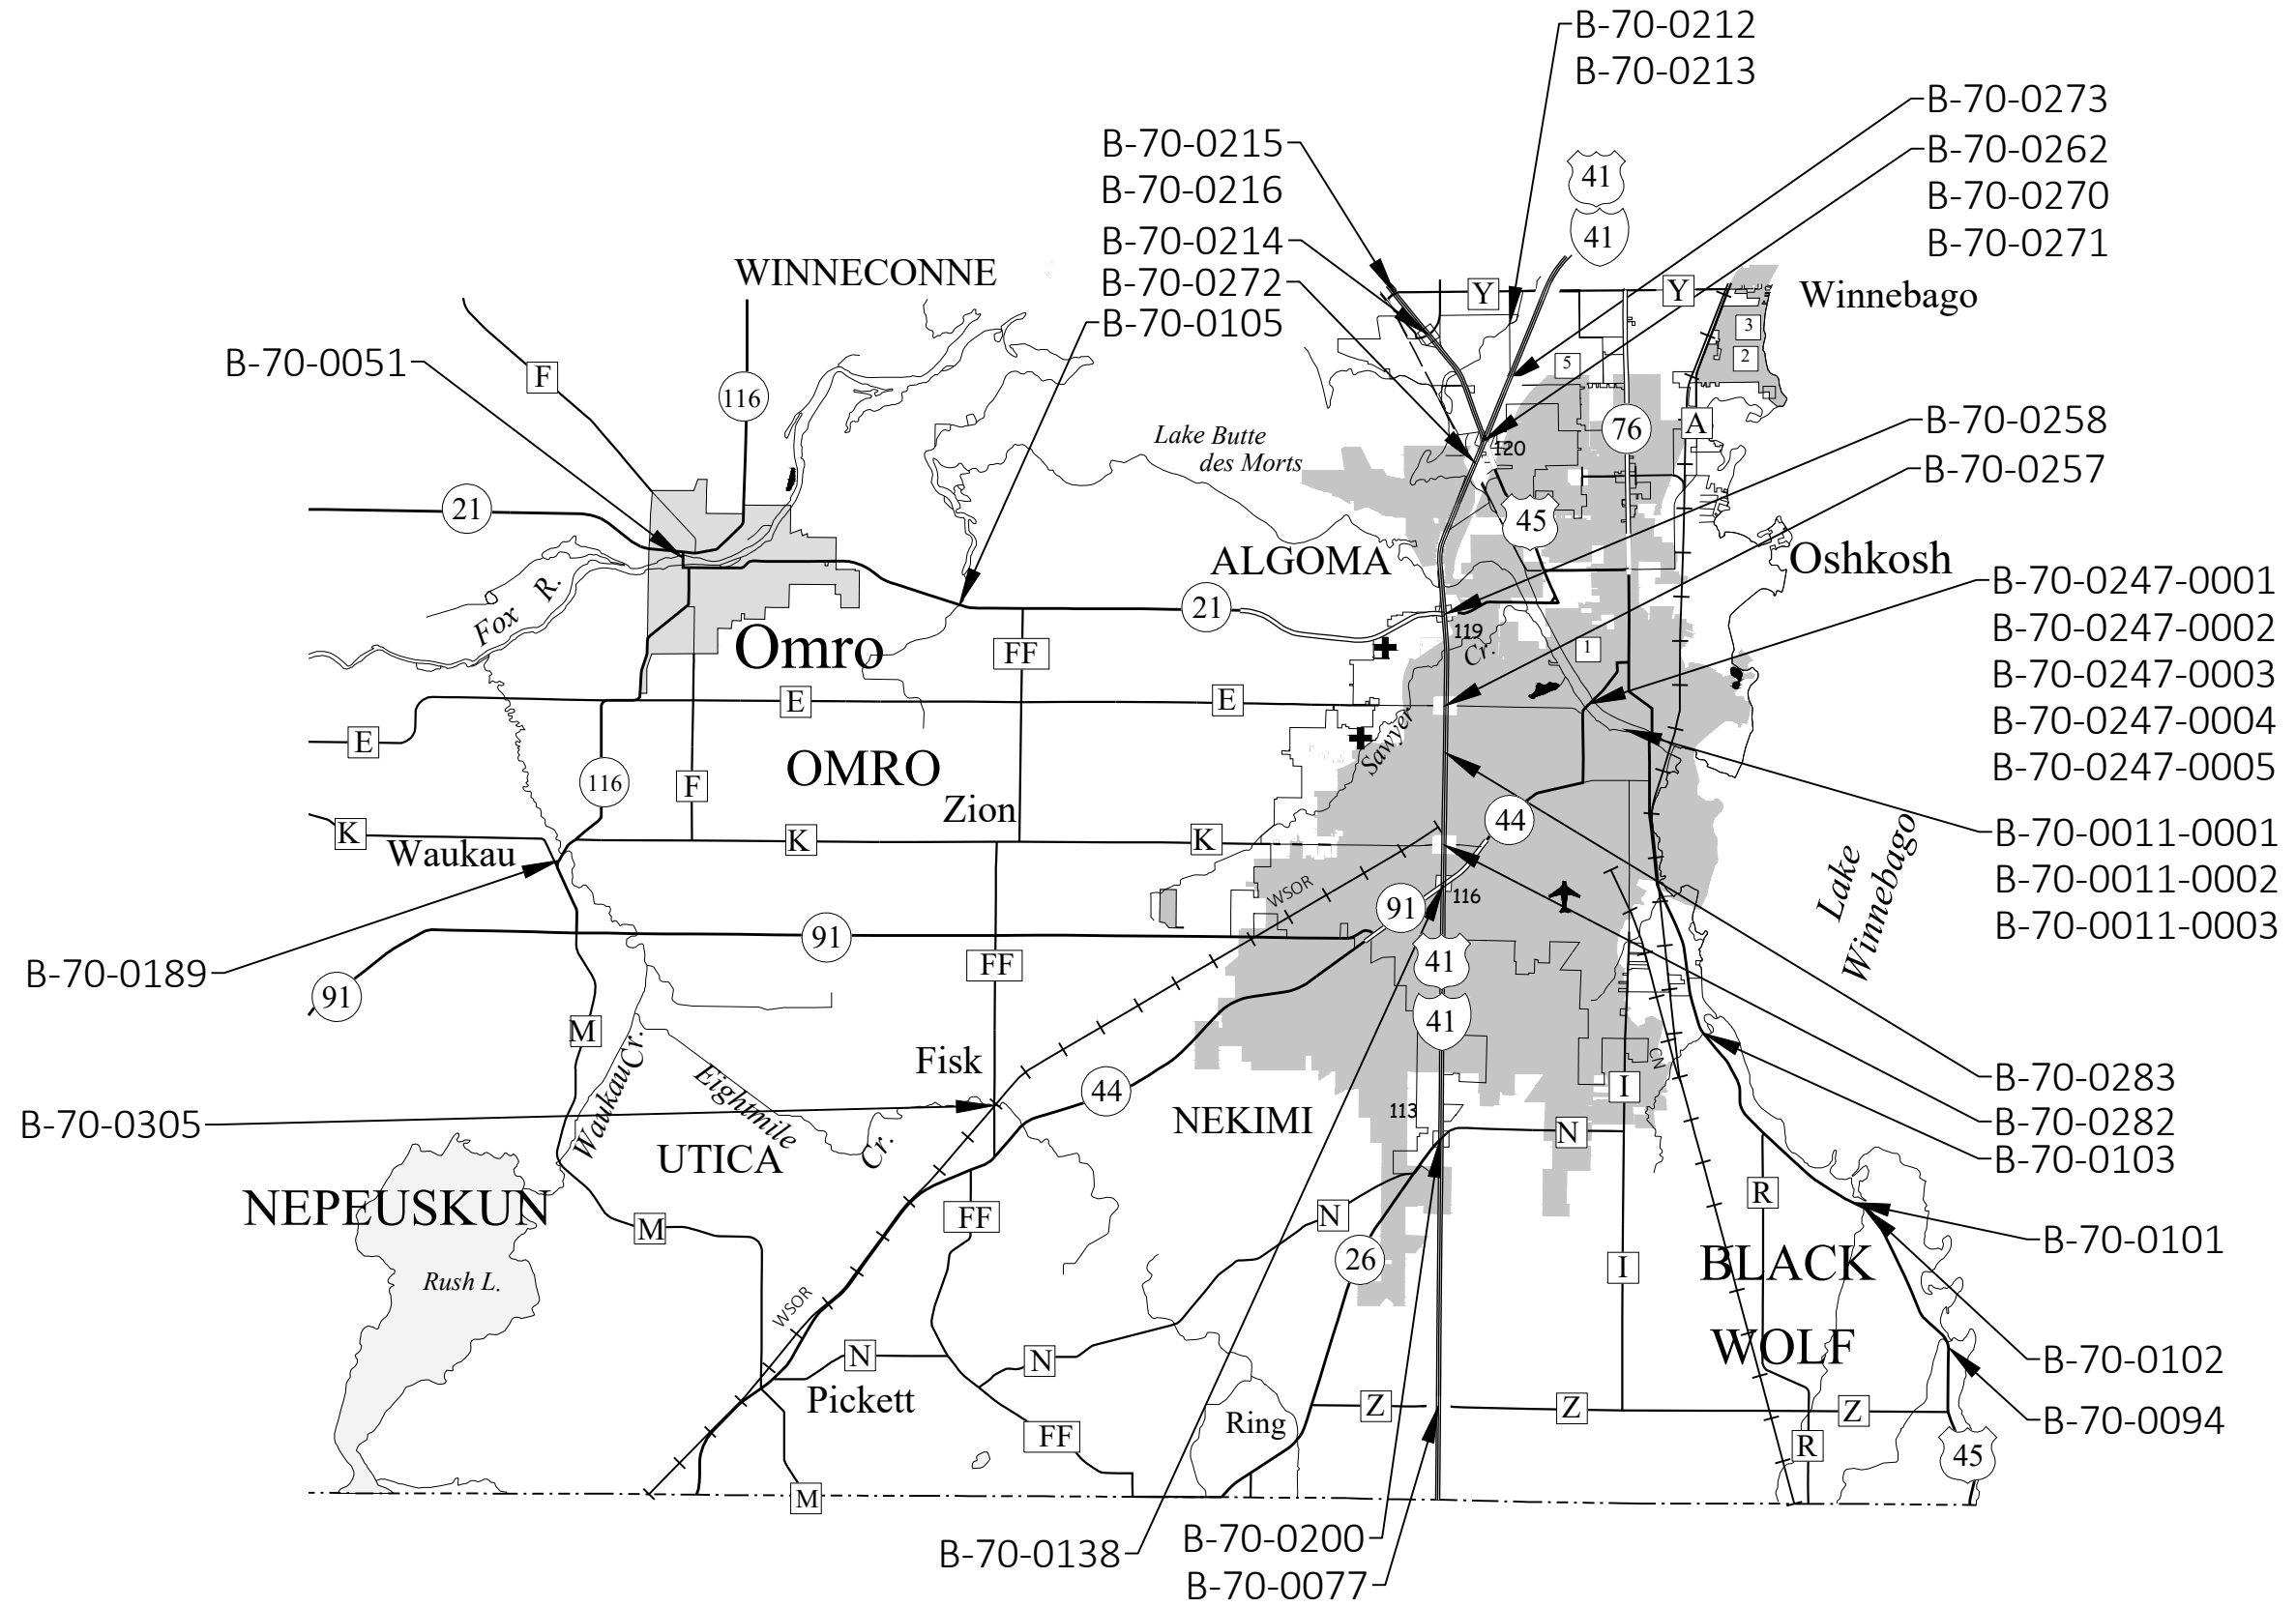 B-70-0212
B-70-0213
B-70-0273
B-70-0262
B-70-0270
B-70-0271
B-70-0215
B-70-0216
B-70-0214
B-70-0272
B-70-0105
41
41
WINNECONNE
Y
Y
Winnebago
3
2
5
B-70-0051
F
116
76
A
B-70-0258
B-70-0257
Lake Butte
des Morts
120
21
45
ALGOMA
Oshkosh
Fox R.
21
119
Cr.
1
B-70-0247-0001
B-70-0247-0002
B-70-0247-0003
B-70-0247-0004
B-70-0247-0005
Omro
FF
E
E
E
Sawyer
OMRO
116
F
Zion
44
K
Waukau
K
K
Lake
Winnebago
B-70-0011-0001
B-70-0011-0002
B-70-0011-0003
WSOR
91
116
91
B-70-0189
91
FF
41
41
M
Waukau Cr.
Fisk
Eightmile
Cr.
44
CN
I
B-70-0283
B-70-0282
B-70-0103
B-70-0305
UTICA
NEKIMI
113
N
NEPEUSKUN
M
FF
N
R
B-70-0101
Rush L.
26
I
BLACK
WOLF
WSOR
N
N
B-70-0102
B-70-0094
Pickett
Ring
Z
Z
Z
FF
R
45
M
B-70-0138
B-70-0200
B-70-0077